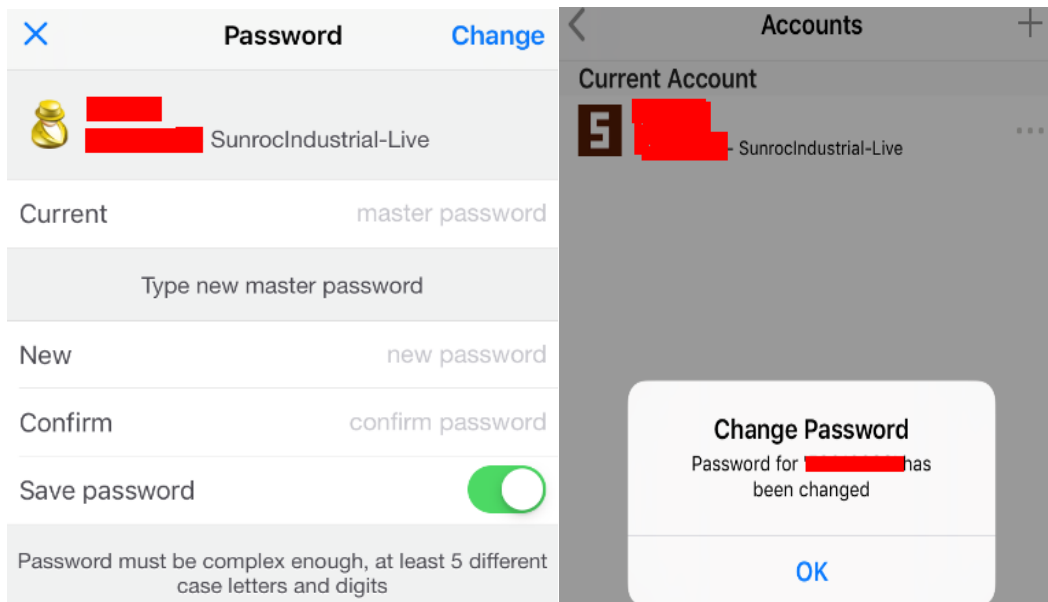 Password
Change
SunrocIndustrial-Live
Current
master password
Type new master password
New
new password
Confirm
confirm password
Save password
Password must be complex enough, at least 5 different
case letters and digits
Accounts
Current Account
S
- SunrocIndustrial-Live
Change Password
Password for ' has
been changed
OK